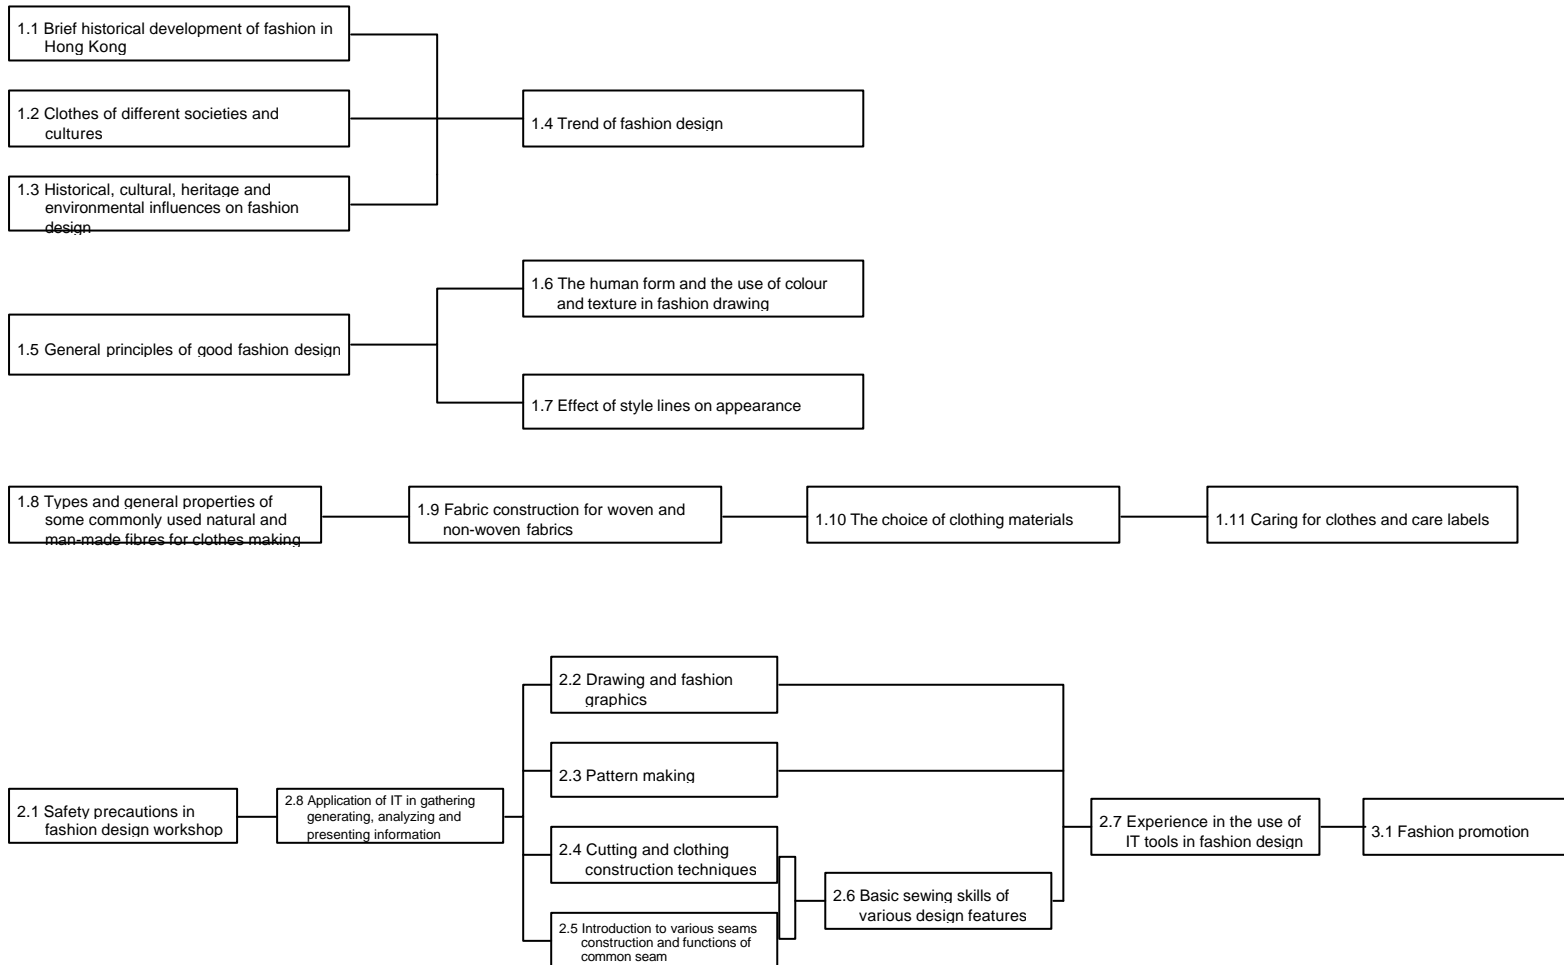 1.1 Brief historical development of fashion in
Hong Kong
1.2 Clothes of different societies and
cultures
1.4 Trend of fashion design
1.3 Historical, cultural, heritage and
environmental influences on fashion
design
1.6 The human form and the use of colour
and texture in fashion drawing
1.5 General principles of good fashion design
1.7 Effect of style lines on appearance
1.8 Types and general properties of
some commonly used natural and
man-made fibres for clothes making
1.9 Fabric construction for woven and
non-woven fabrics
1.10 The choice of clothing materials
1.11 Caring for clothes and care labels
2.2 Drawing and fashion
graphics
2.3 Pattern making
2.1 Safety precautions in
fashion design workshop
2.8 Application of IT in gathering
generating, analyzing and
presenting information
2.4 Cutting and clothing
construction techniques
2.5 Introduction to various seams
construction and functions of
common seam
2.6 Basic sewing skills of
various design features
2.7 Experience in the use of
IT tools in fashion design
3.1 Fashion promotion